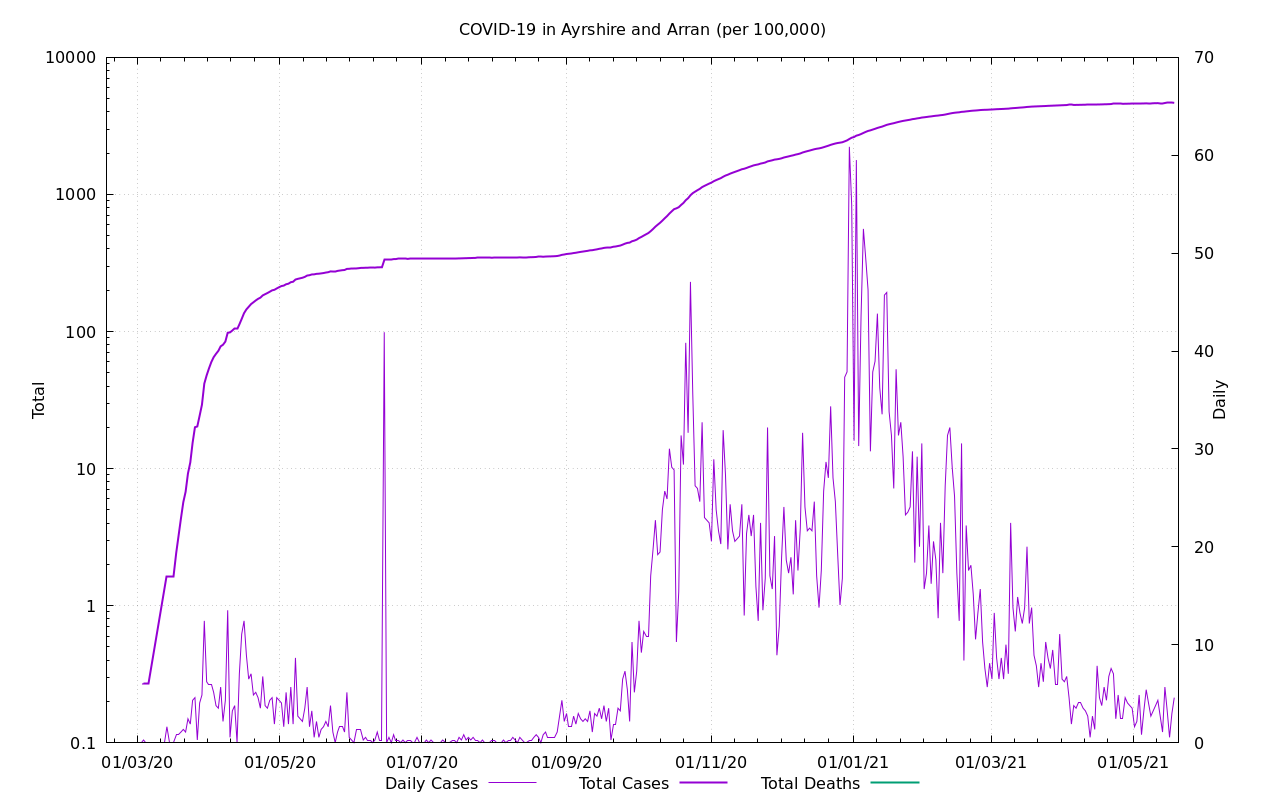 COVID-19 in Ayrshire and Arran (per 100,000)
10000
1000
100
10
1
0.1
Total
70
60
50
40
30
20
10
0
Daily
01/03/20 01/05/20 01/07/20 01/09/20 01/11/20 01/01/21 01/03/21 01/05/21
Daily Cases Total Cases Total Deaths